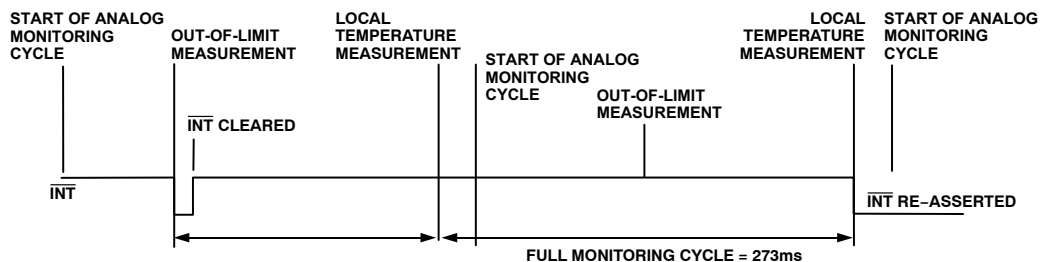 START OF ANALOG
MONITORING
CYCLE
OUT-OF-LIMIT
MEASUREMENT
INT CLEARED
LOCAL
TEMPERATURE
MEASUREMENT
START OF ANALOG
MONITORING
CYCLE
OUT-OF-LIMIT
MEASUREMENT
LOCAL
TEMPERATURE
MEASUREMENT
START OF ANALOG
MONITORING
CYCLE
INT
INT RE−ASSERTED
FULL MONITORING CYCLE = 273ms